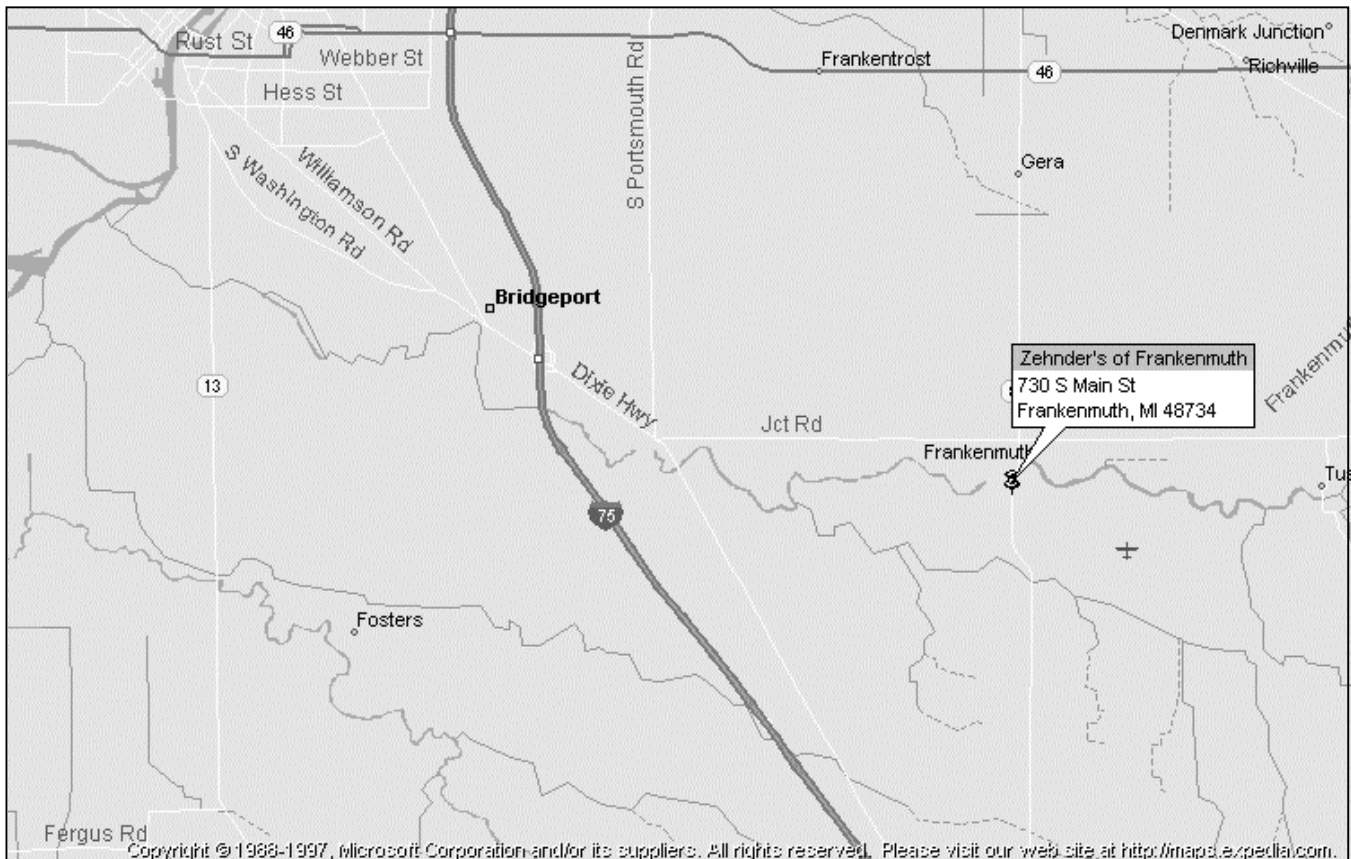 Rust St
46
Webber St
Hess St
S Portsmouth Rd
Frankentrost
46
Denmark Junction
Richville
Gera
Williamson Rd
S Washington Rd
Bridgeport
13
Dixie Hwy
Zehnder's of Frankenmuth
730 S Main St
Frankenmuth, MI 48734
Jct Rd
Frankenmuth
75
Fosters
Fergus Rd
Copyright © 1988-1997, Microsoft Corporation and/or its suppliers. All rights reserved. Please visit our web site at http://maps.expedia.com.